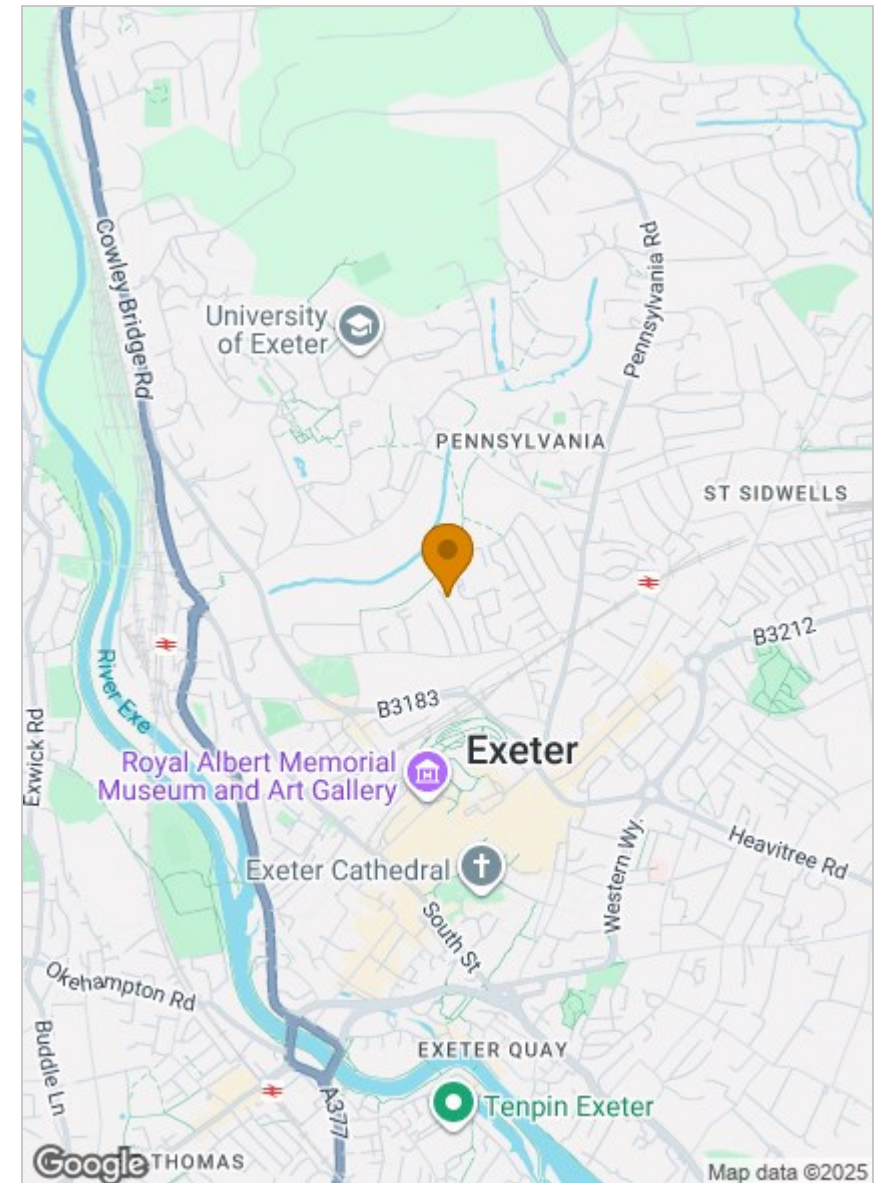 Cowley Bridge Rd
Pennsylvania Rd
University
of Exeter
PENNSYLVANIA
ST SIDWELLS
B3212
River Exe
B3183
Exwick Rd
Royal Albert Memorial
Museum and Art Gallery
Exeter
Heavitree Rd
Exeter Cathedral
Western Wy.
South St
Okehampton Rd
Buddle Ln
EXETER QUAY
A377
Tenpin Exeter
Google
THOMAS
Map data ©2025